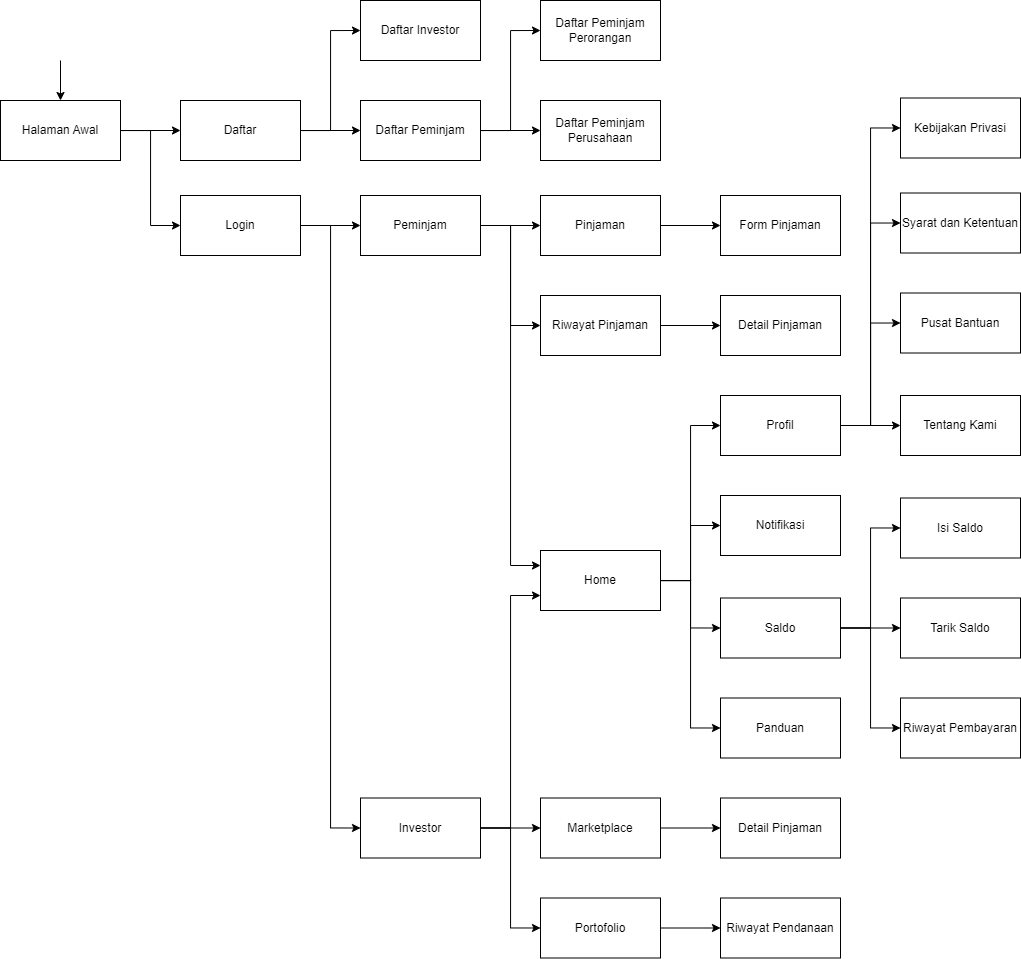 Daftar Investor
Daftar Peminjam
Perorangan
Halaman Awal
Daftar
Daftar Peminjam
Daftar Peminjam
Perusahaan
Kebijakan Privasi
Login
Peminjam
Pinjaman
Form Pinjaman
Syarat dan Ketentuan
Riwayat Pinjaman
Detail Pinjaman
Pusat Bantuan
Profil
Tentang Kami
Notifikasi
Isi Saldo
Home
Saldo
Tarik Saldo
Panduan
Riwayat Pembayaran
Investor
Marketplace
Detail Pinjaman
Portofolio
Riwayat Pendanaan